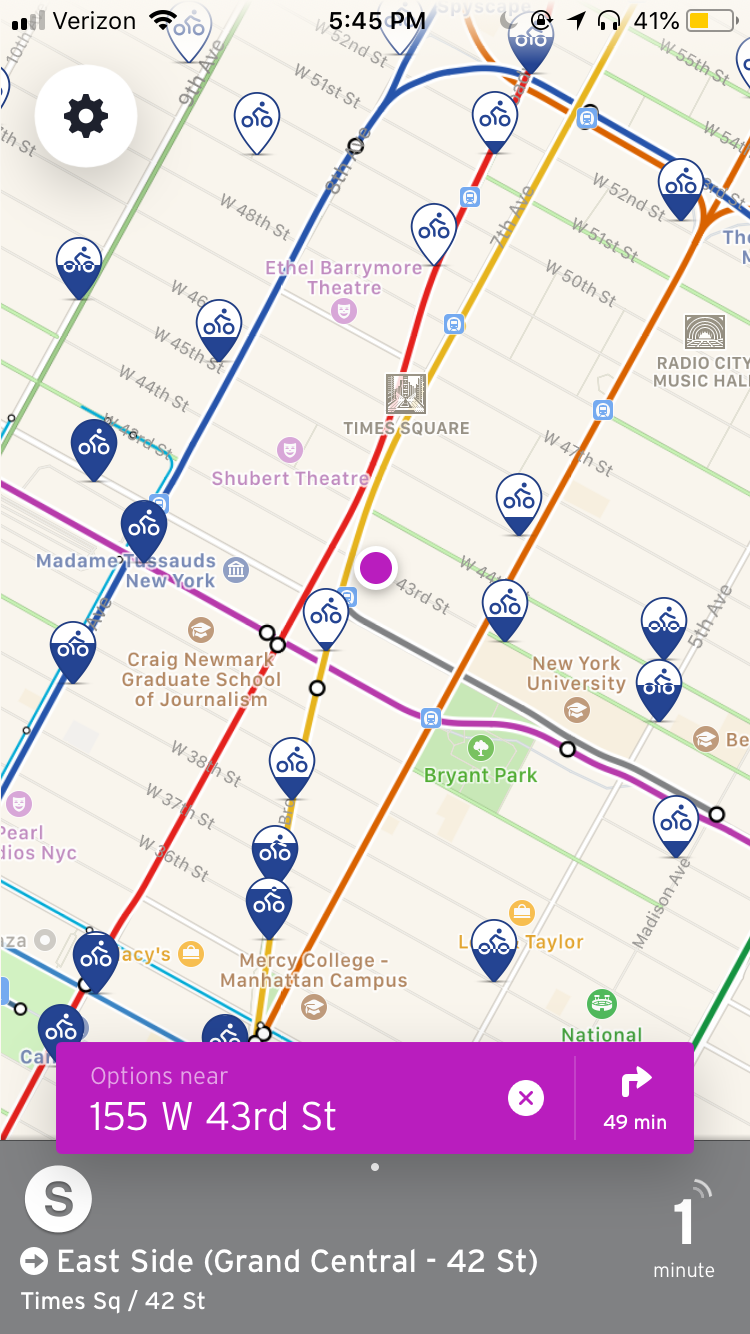 Verizon
5:45 PM
41%
Spyscape
W 52nd St
W 55th St
10th
9th Ave
W 51st St
W 54th
8th Ave
W 52nd St
W 48th St
7th Ave
W 51st St
W 50th St
Ethel Barrymore
Theatre
W 46
W 45th St
RADIO CITY
MUSIC HALL
W 44th St
TIMES SQUARE
W 43rd St
W 47th St
Shubert Theatre
Madame Tussauds
New York
W 44th
43rd St
5th Ave
Craig Newmark
Graduate School
of Journalism
New York
University
Be
Bryant Park
W 38th St
W 37th St
W 36th St
Pearl
dios Nyc
Madison Ave
aza
acy's
L
Taylor
Mercy College -
Manhattan Campus
National
Options near
155 W 43rd St
49 min
S
1
minute
East Side (Grand Central - 42 St)
Times Sq / 42 St